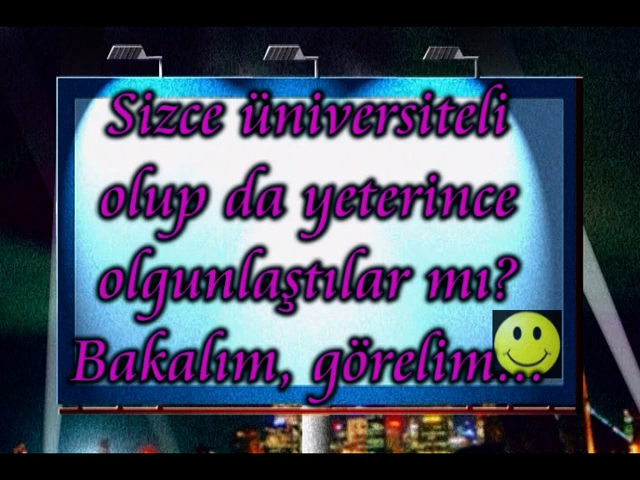 Sizce üniversiteli
olup da yeterince
olgunlaştılar mı?
Bakalım, görelim...